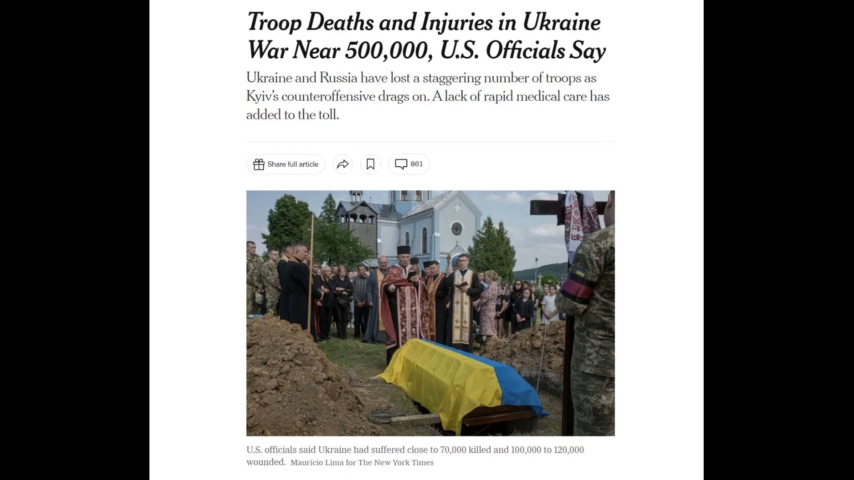 Troop Deaths and Injuries in Ukraine
War Near 500,000, U.S. Officials Say
Ukraine and Russia have lost a staggering number of troops as
Kyiv's counteroffensive drags on. A lack of rapid medical care has
added to the toll.
Share full article
861
U.S. officials said Ukraine had suffered close to 70,000 killed and 100,000 to 120,000
wounded. Mauricio Lima for The New York Times